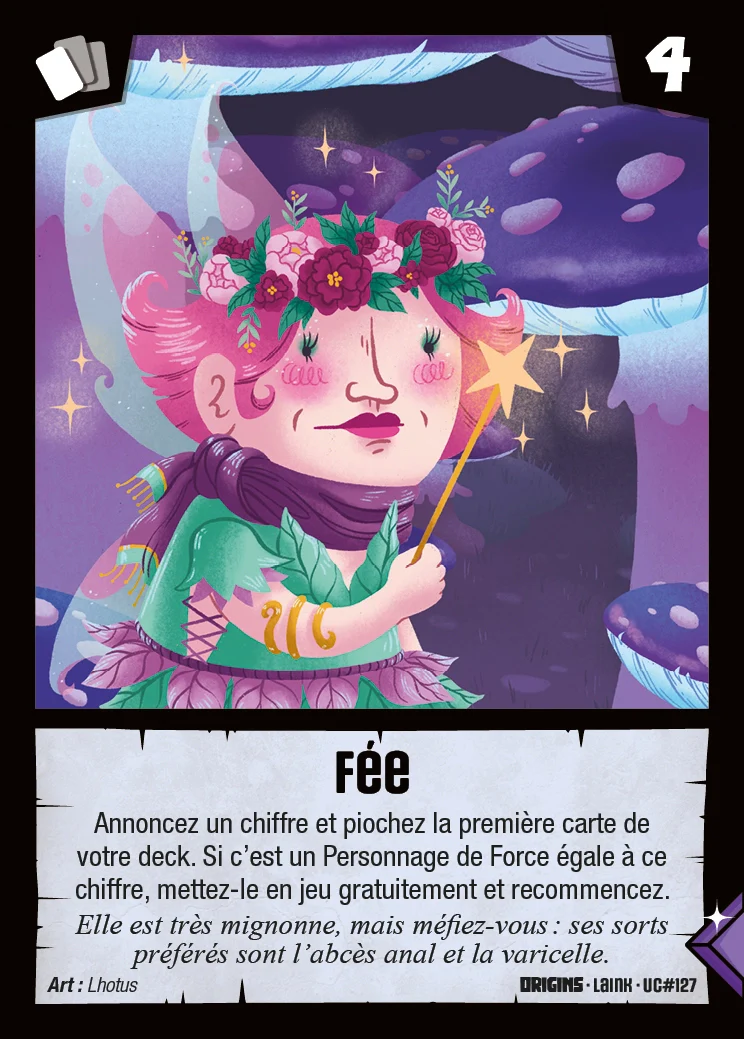 4
Fée
Annoncez un chiffre et piochez la première carte de
votre deck. Si c’est un Personnage de Force égale à ce
chiffre, mettez-le en jeu gratuitement et recommencez.
Elle est très mignonne, mais méfiez-vous : ses sorts
préférés sont l’abcès anal et la varicelle.
Art : Lhotus
ORIGINS · LAINK · UC#127